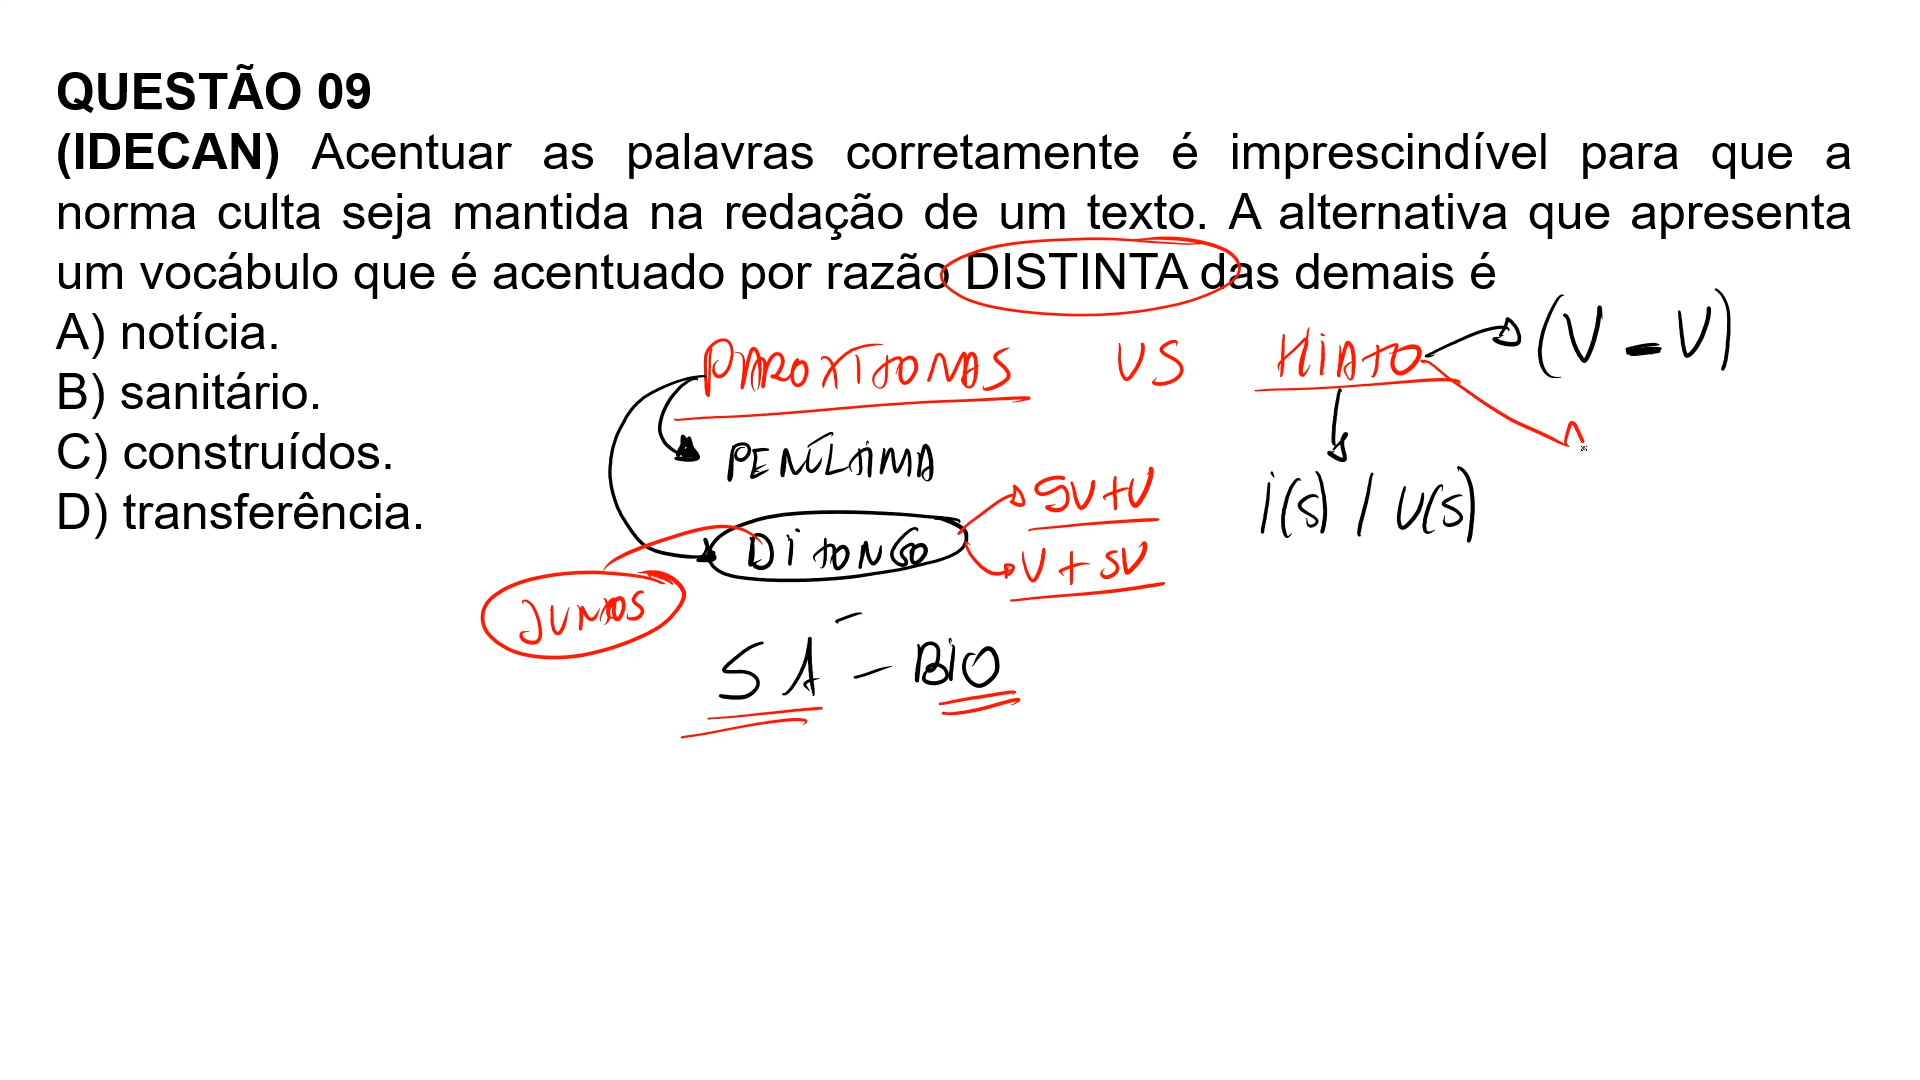 QUESTÃO 09
(IDECAN) Acentuar as palavras corretamente é imprescindível para que a
norma culta seja mantida na redação de um texto. A alternativa que apresenta
um vocábulo que é acentuado por razão DISTINTA das demais é
A) notícia.
B) sanitário.
C) construídos.
D) transferência.
PAROXÍTONAS VS HIATO (V - V)
PENÚLTIMA
i(s) / U(s)
SV+V
DITONGO
V + SV
JUNTOS
SÁ - BIO